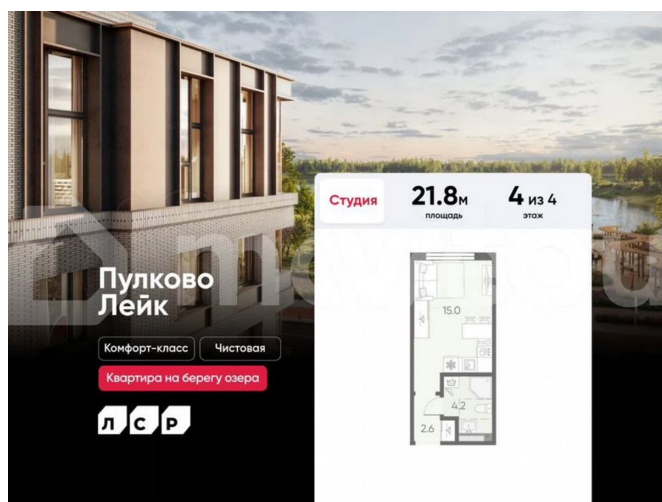 Студия
21.8м
площадь
4 из 4
этаж
Пулково
Лейк
Комфорт-класс
Чистовая
Квартира на берегу озера
ЛСР
15.0
4.2
2.6